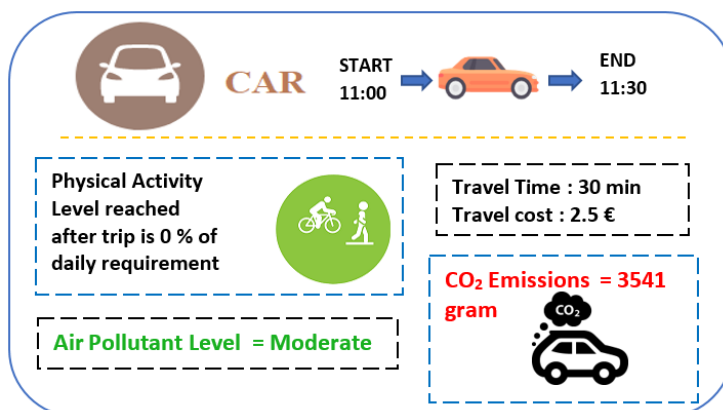 CAR
START
11:00
END
11:30
Physical Activity
Level reached
after trip is 0 % of
daily requirement
Travel Time : 30 min
Travel cost : 2.5 €
CO₂ Emissions = 3541
gram
CO₂
Air Pollutant Level = Moderate